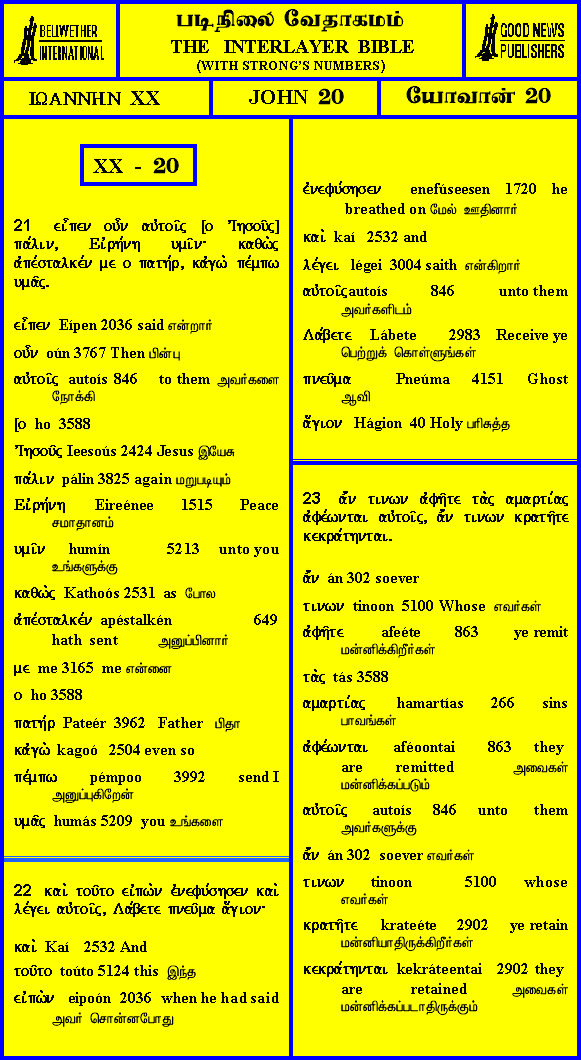 BELLWETHER
INTERNATIONAL
படிநிலை வேதாகமம்
THE INTERLAYER BIBLE
(WITH STRONG'S NUMBERS)
GOOD NEWS
PUBLISHERS
ΙΩΑΝΝΗΝ XX
JOHN 20
யோவான் 20
XX - 20
21 εἶπεν οὖν αὐτοῖς [ο Ἰησοῦς]
πάλιν, Εἰρήνη υμῖν· καθὼς
ἀπέσταλκέν με ο πατήρ, κἀγὼ πέμπω
υμᾶς.
εἶπεν Eípen 2036 said என்றார்
οὖν oún 3767 Then பின்பு
αὐτοῖς autoís 846 to them அவர்களை
நோக்கி
[ο ho 3588
Ἰησοῦς Ieesoús 2424 Jesus இயேசு
πάλιν pálin 3825 again மறுபடியும்
Εἰρήνη Eireénee 1515 Peace
சமாதானம்
υμῖν humín 5213 unto you
உங்களுக்கு
καθὼς Kathoós 2531 as போல
ἀπέσταλκέν apéstalkén 649
hath sent அனுப்பினார்
με me 3165 me என்னை
ο ho 3588
πατήρ Pateér 3962 Father பிதா
κἀγὼ kagoó 2504 even so
πέμπω pémpoo 3992 send I
அனுப்புகிறேன்
υμᾶς humás 5209 you உங்களை
22 καὶ τοῦτο εἰπὼν ἐνεφύσησεν καὶ
λέγει αὐτοῖς, Λάβετε πνεῦμα ἅγιον·
καὶ Kaí 2532 And
τοῦτο toúto 5124 this இந்த
εἰπὼν eipoón 2036 when he had said
அவர் சொன்னபோது
ἐνεφύσησεν enefúseesen 1720 he
breathed on மேல் ஊதினார்
καὶ kaí 2532 and
λέγει légei 3004 saith என்கிறார்
αὐτοῖς autoís 846 unto them
அவர்களிடம்
Λάβετε Lábete 2983 Receive ye
பெற்றுக் கொள்ளுங்கள்
πνεῦμα Pneúma 4151 Ghost
ஆவி
ἅγιον Hágion 40 Holy பரிசுத்த
23 ἄν τινων ἀφῆτε τὰς αμαρτίας
ἀφέωνται αὐτοῖς, ἄν τινων κρατῆτε
κεκράτηνται.
ἄν án 302 soever
τινων tinoon 5100 Whose எவர்கள்
ἀφῆτε afeéte 863 ye remit
மன்னிக்கிறீர்கள்
τὰς tás 3588
αμαρτίας hamartías 266 sins
பாவங்கள்
ἀφέωνται aféoontai 863 they
are remitted அவைகள்
மன்னிக்கப்படும்
αὐτοῖς autoís 846 unto them
அவர்களுக்கு
ἄν án 302 soever எவர்கள்
τινων tinoon 5100 whose
எவர்கள்
κρατῆτε krateéte 2902 ye retain
மன்னியாதிருக்கிறீர்கள்
κεκράτηνται kekráteentai 2902 they
are retained அவைகள்
மன்னிக்கப்படாதிருக்கும்